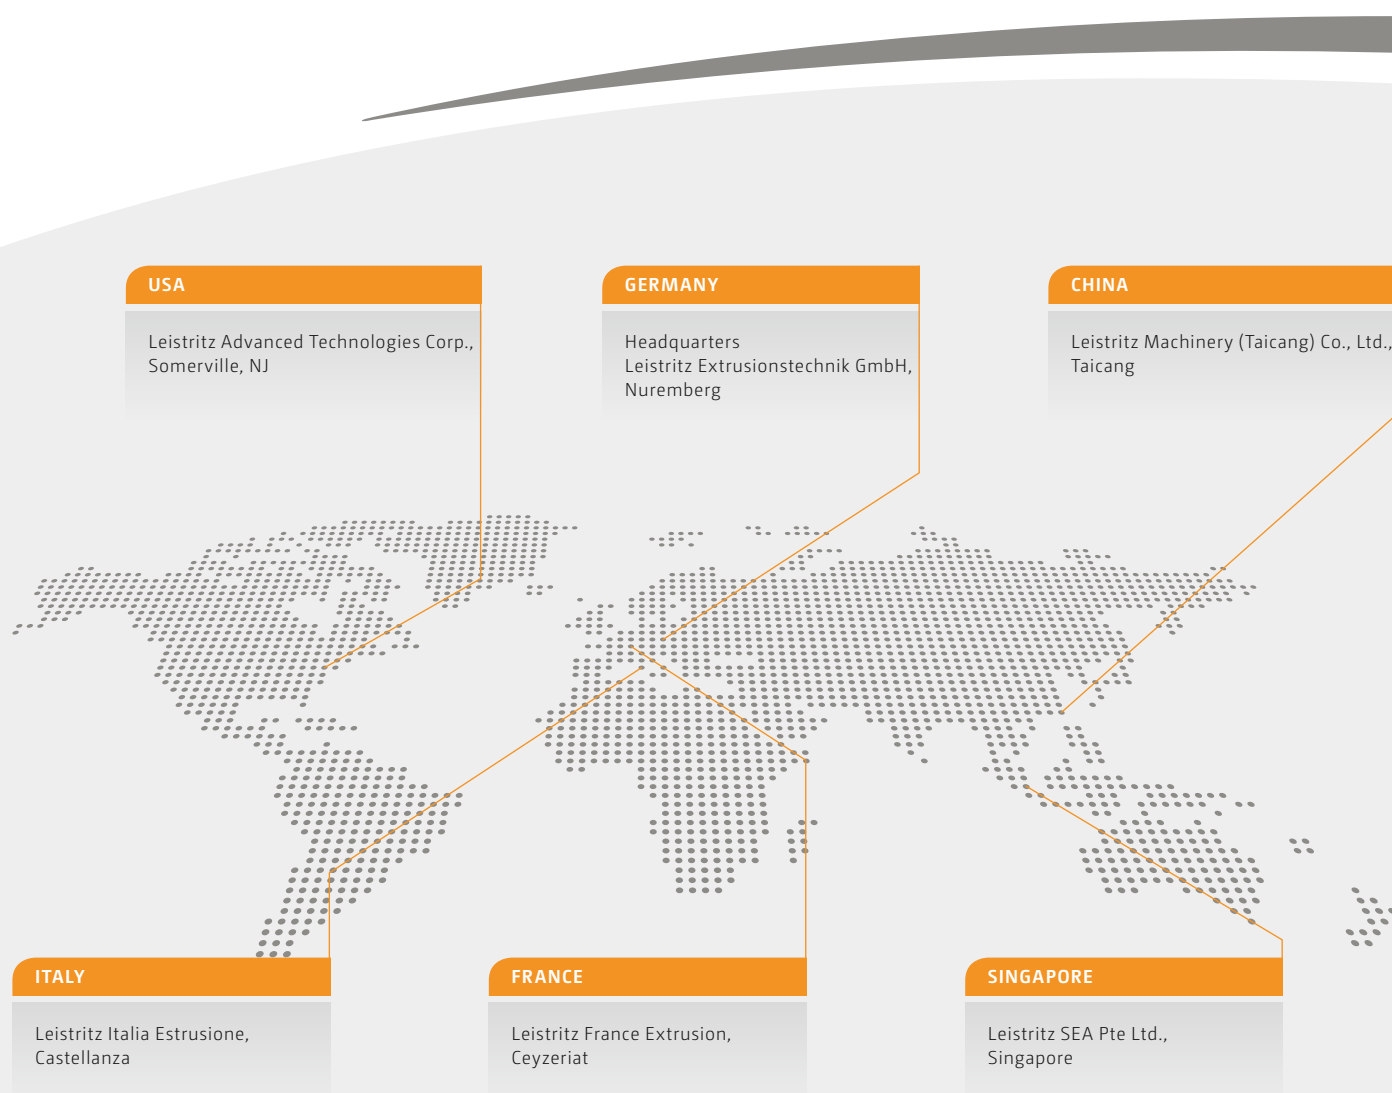 USA
Leistritz Advanced Technologies Corp.,
Somerville, NJ
GERMANY
Headquarters
Leistritz Extrusionstechnik GmbH,
Nuremberg
CHINA
Leistritz Machinery (Taicang) Co., Ltd.,
Taicang
ITALY
Leistritz Italia Estrusione,
Castellanza
FRANCE
Leistritz France Extrusion,
Ceyzeriat
SINGAPORE
Leistritz SEA Pte Ltd.,
Singapore